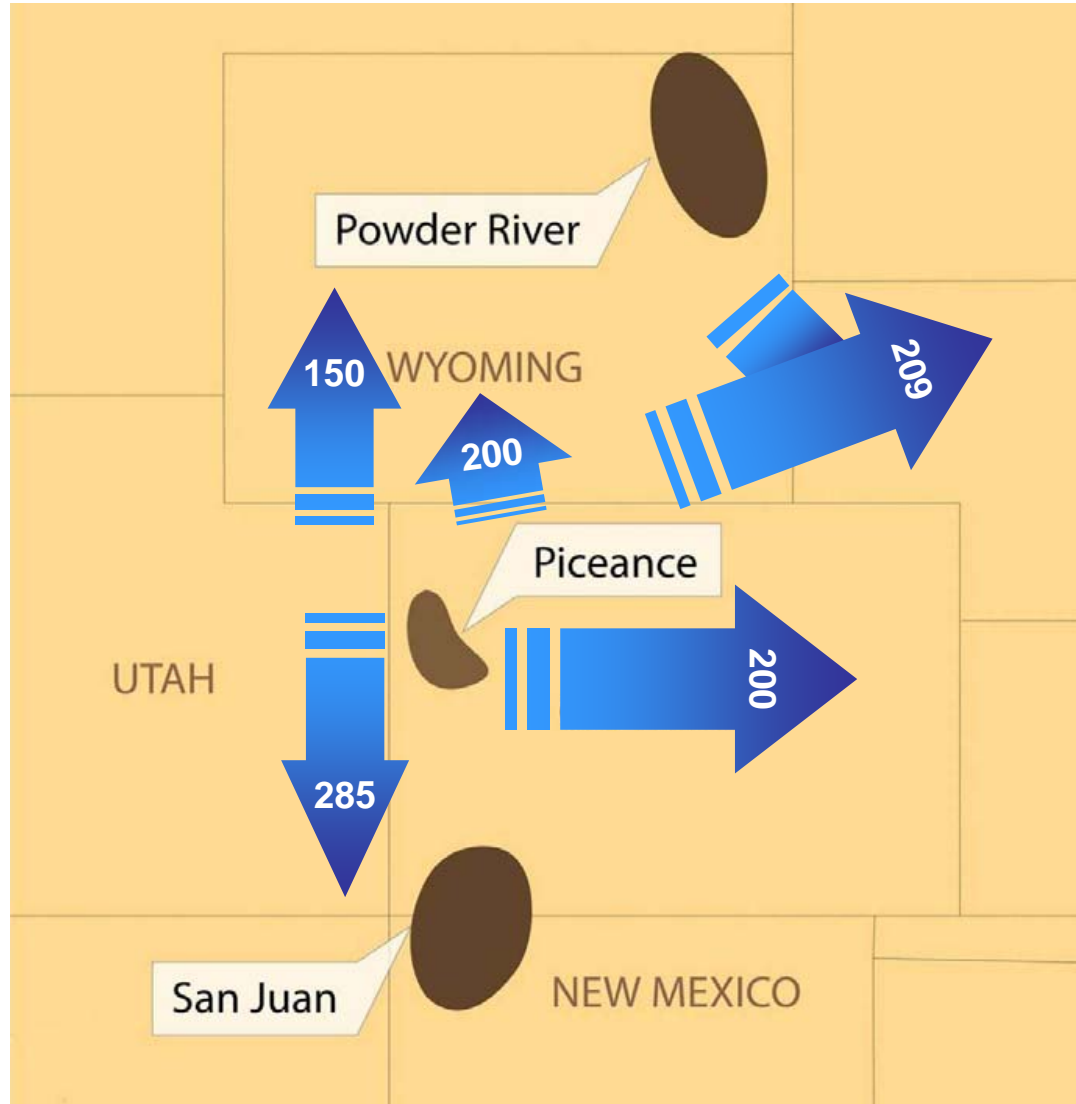 Powder River
150
WYOMING
209
200
Piceance
UTAH
200
285
San Juan
NEW MEXICO